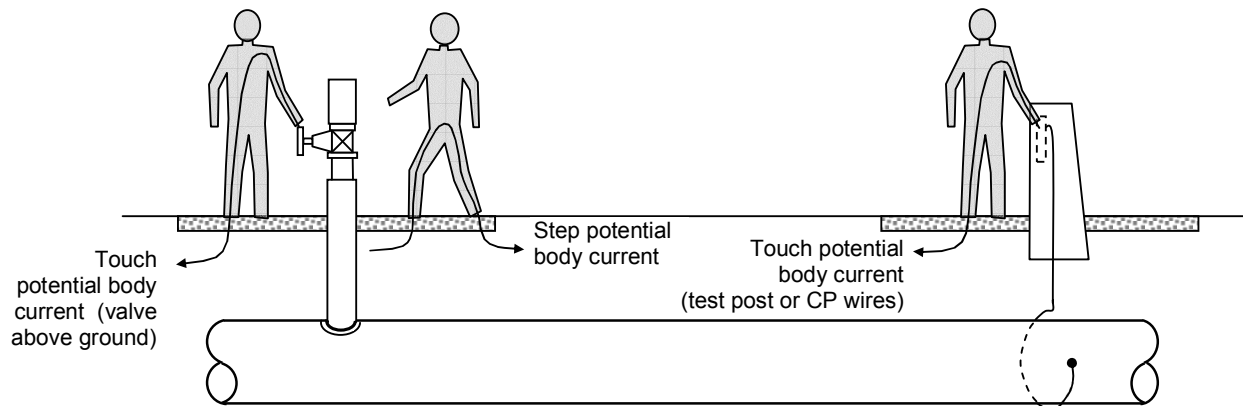 Touch
potential body
current (valve
above ground)
Step potential
body current
Touch potential
body current
(test post or CP wires)